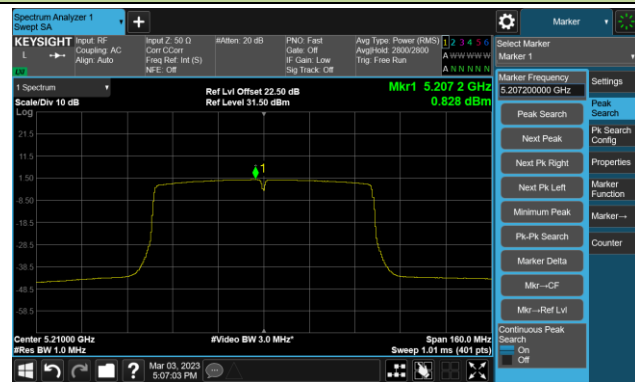 Spectrum Analyzer 1
Swept SA
Marker
KEYSIGHT
L
LV
Input: RF
Coupling: AC
Align: Auto
Input Z: 50 Ω
Corr CCorr
Freq Ref: Int (S)
NFE: Off
#Atten: 20 dB
PNO: Fast
Gate: Off
IF Gain: Low
Sig Track: Off
Avg Type: Power (RMS)
Avg|Hold: 2800/2800
Trig: Free Run
1 2 3 4 5 6
A W W W W W
A N N N N N
Select Marker
Marker 1
1 Spectrum
Scale/Div 10 dB
Log
Ref Lvl Offset 22.50 dB
Ref Level 31.50 dBm
Mkr1 5.207 2 GHz
0.828 dBm
21.5
11.5
1.50
-8.50
-18.5
-28.5
-38.5
-48.5
-58.5
1
Center 5.21000 GHz
#Res BW 1.0 MHz
#Video BW 3.0 MHz*
Span 160.0 MHz
Sweep 1.01 ms (401 pts)
Marker Frequency
5.207200000 GHz
Peak Search
Next Peak
Next Pk Right
Next Pk Left
Minimum Peak
Pk-Pk Search
Marker Delta
Mkr→CF
Mkr→Ref Lvl
Continuous Peak
Search
On
Off
Settings
Peak
Search
Pk Search
Config
Properties
Marker
Function
Marker→
Counter
?
Mar 03, 2023
5:07:03 PM